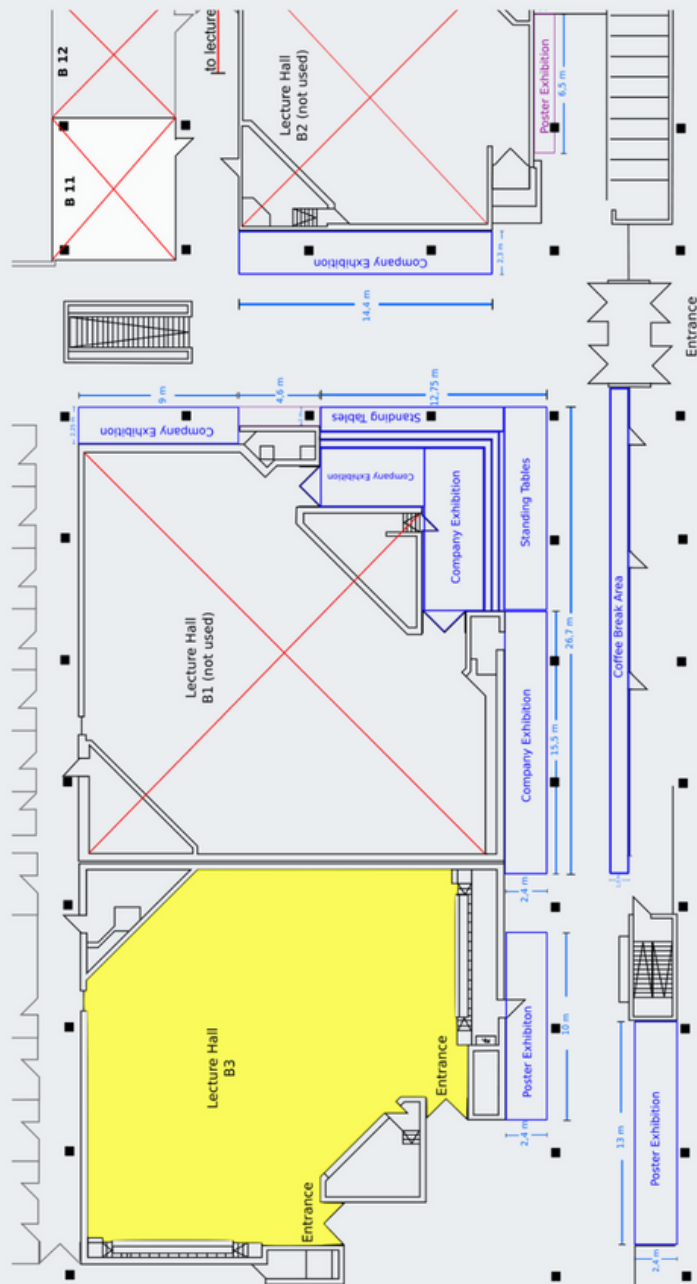 B 12
to lecture
B 11
Lecture Hall
B2 (not used)
Poster Exhibition
6,5 m
Company Exhibition
2,3 m
14,4 m
Entrance
9 m
4,6 m
12,75 m
2,25 m
Company Exhibition
Standing Tables
Company Exhibition
Company Exhibition
Standing Tables
Lecture Hall
B1 (not used)
Coffee Break Area
26,7 m
15,5 m
Company Exhibition
2,4 m
Lecture Hall
B3
Entrance
Entrance
Poster Exhibiton
10 m
2,4 m
13 m
Poster Exhibition
2,4 m